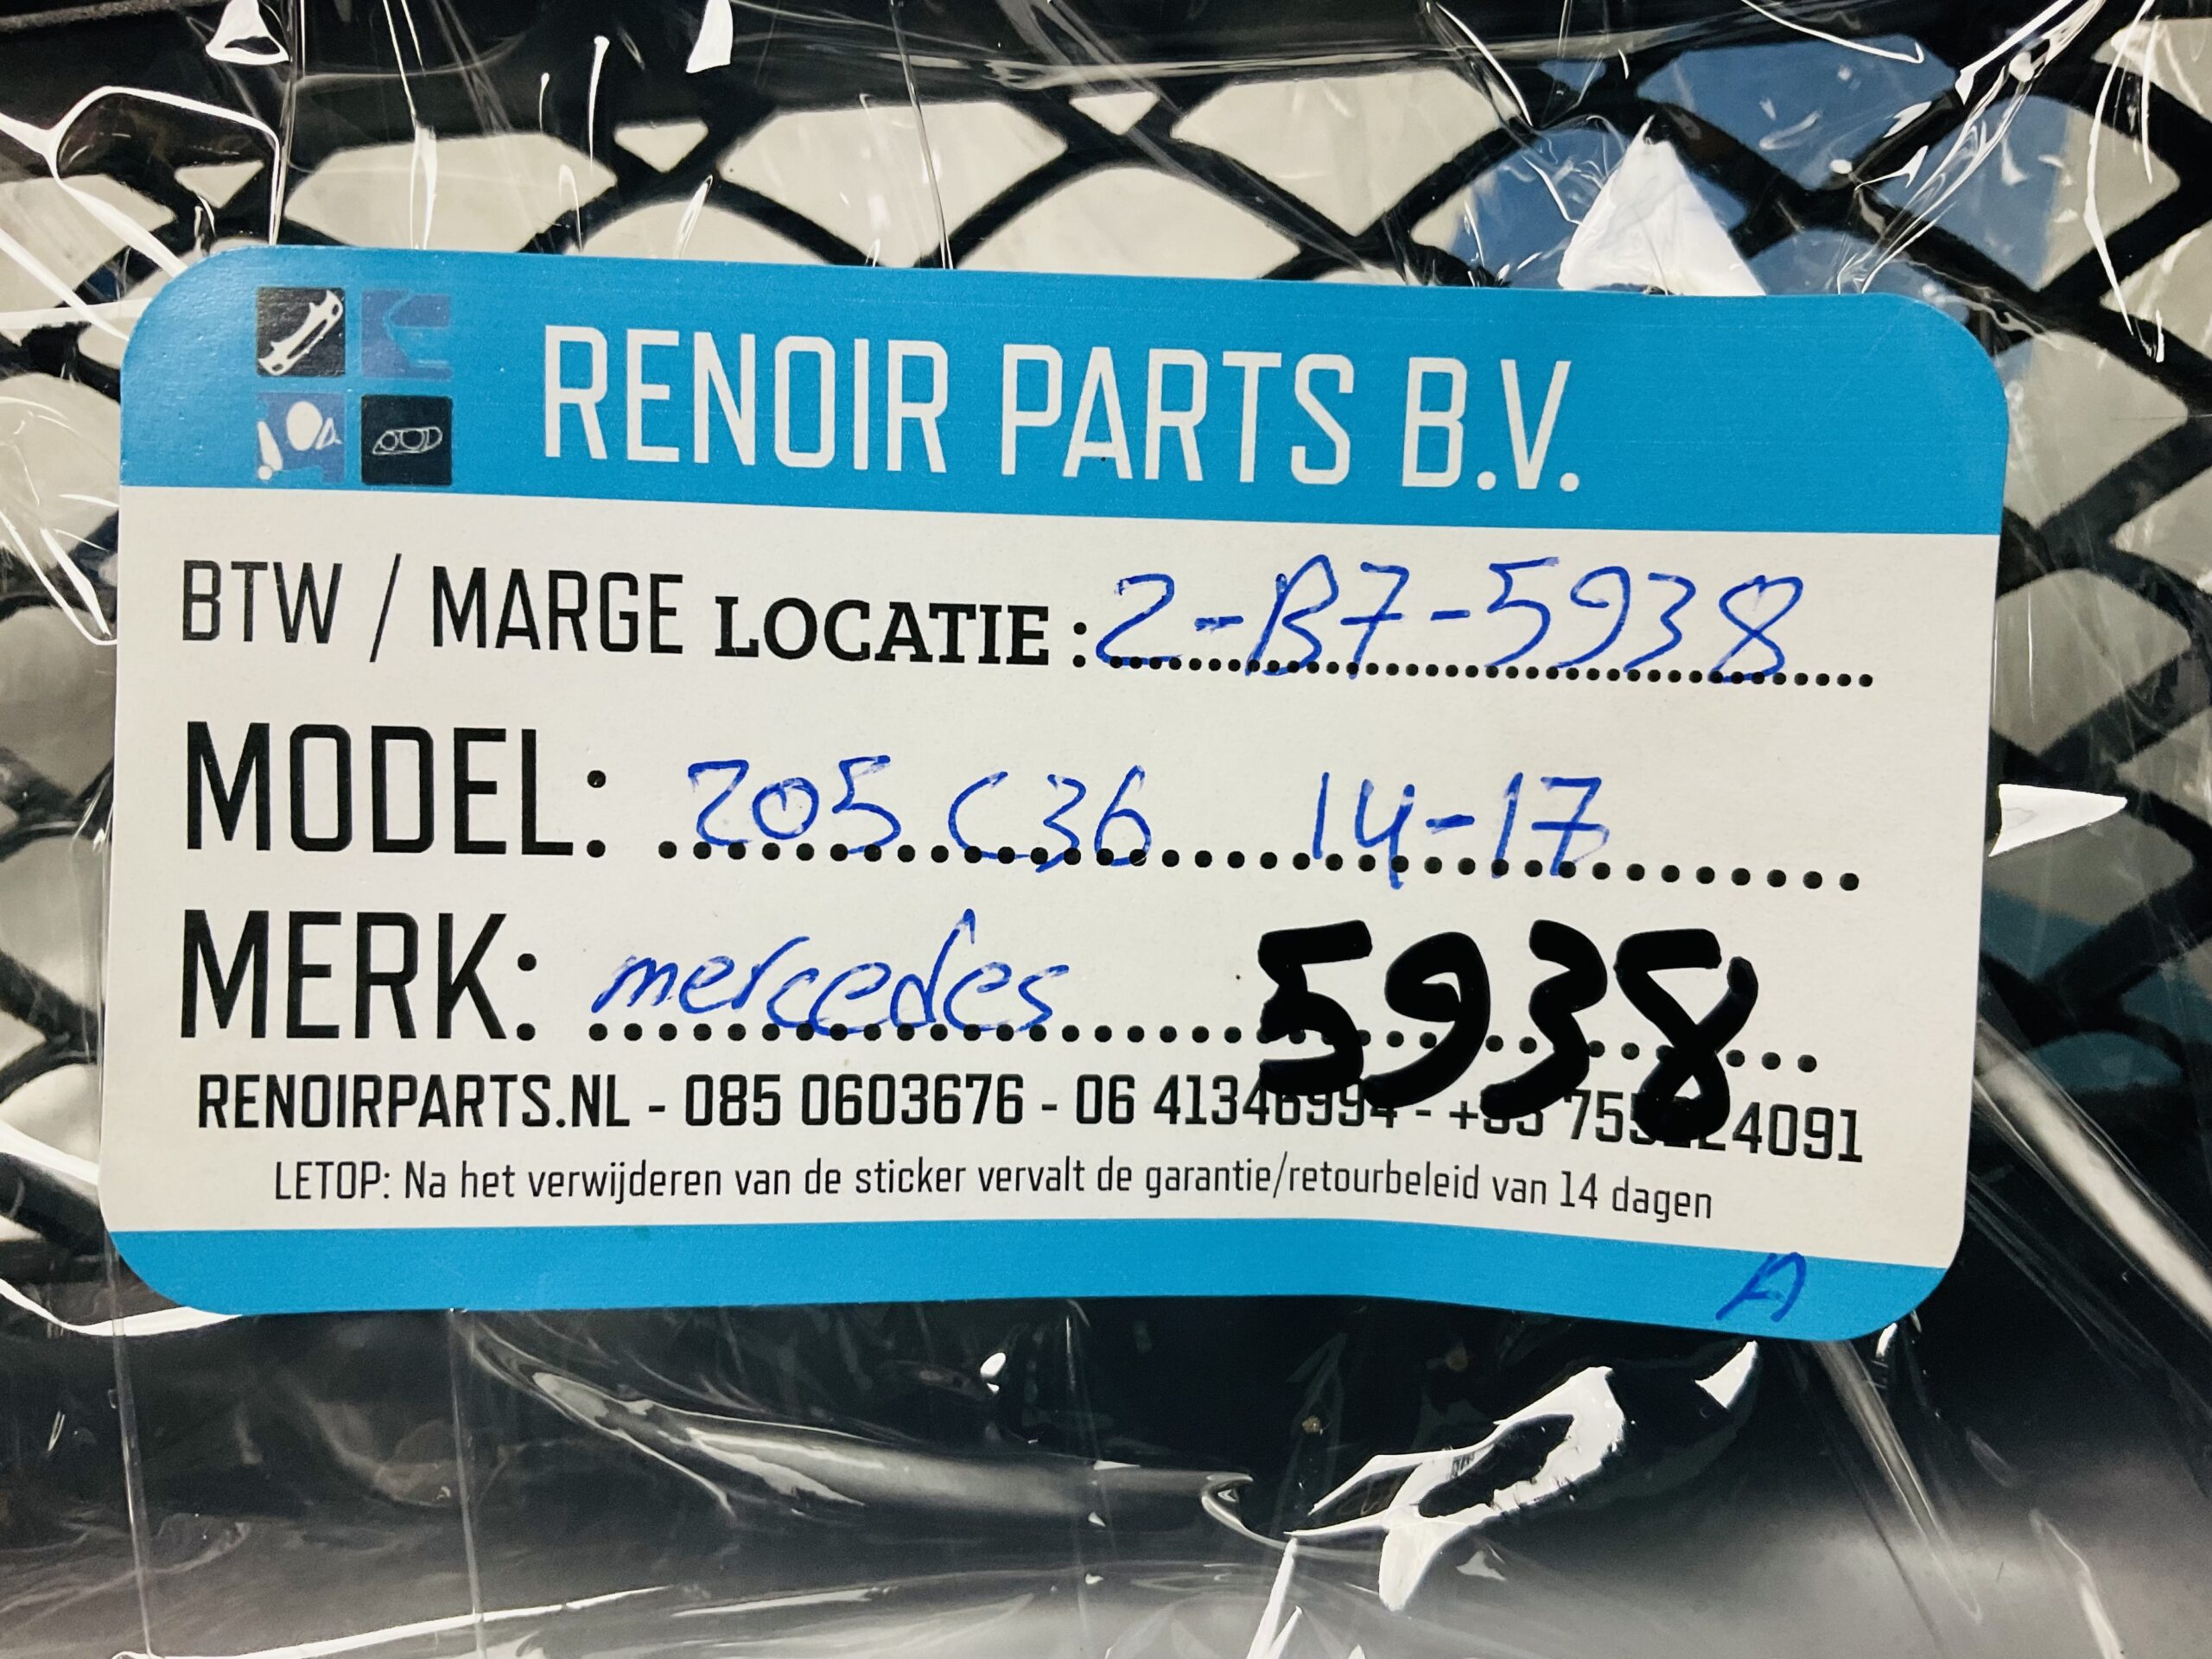 RENOIR PARTS B.V.
BTW / MARGE LOCATIE : 2-B7-5938
MODEL: 205 C36 14-17
MERK: mercedes 5938
RENOIRPARTS.NL - 085 0603676 - 06 41346994 -
LETOP: Na het verwijderen van de sticker vervalt de garantie/retourbeleid van 14 dagen
A